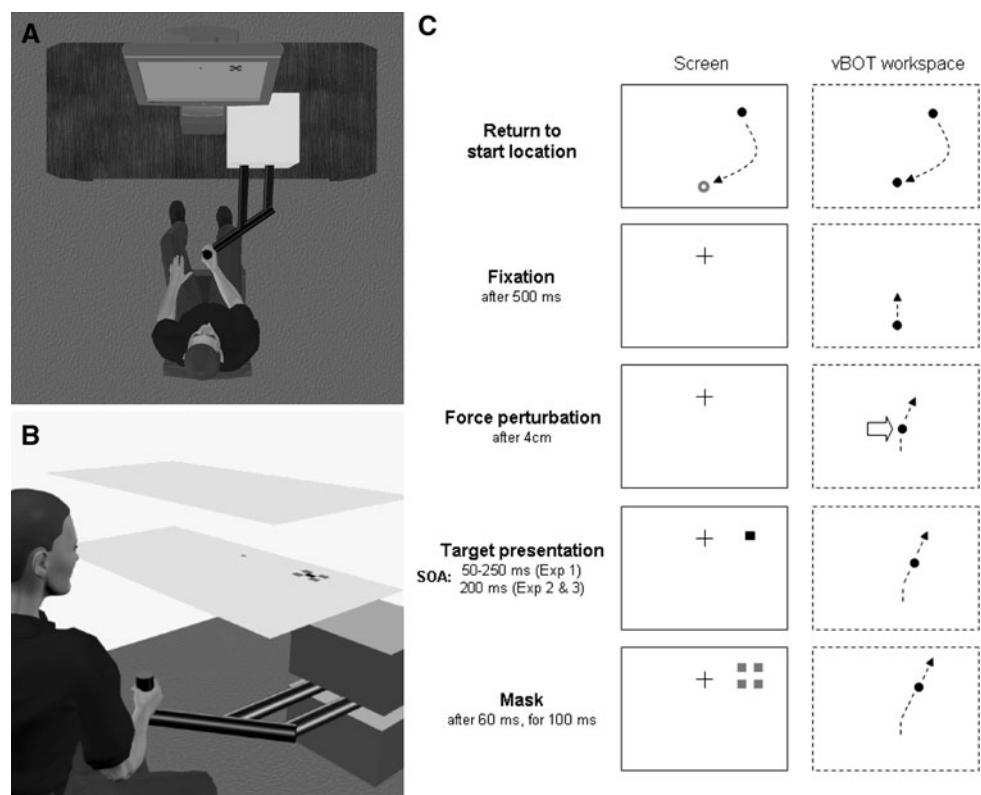 A
B
C
Screen
vBOT workspace
Return to
start location
Fixation
after 500 ms
Force perturbation
after 4cm
Target presentation
SOA: 50-250 ms (Exp 1)
200 ms (Exp 2 & 3)
Mask
after 60 ms, for 100 ms